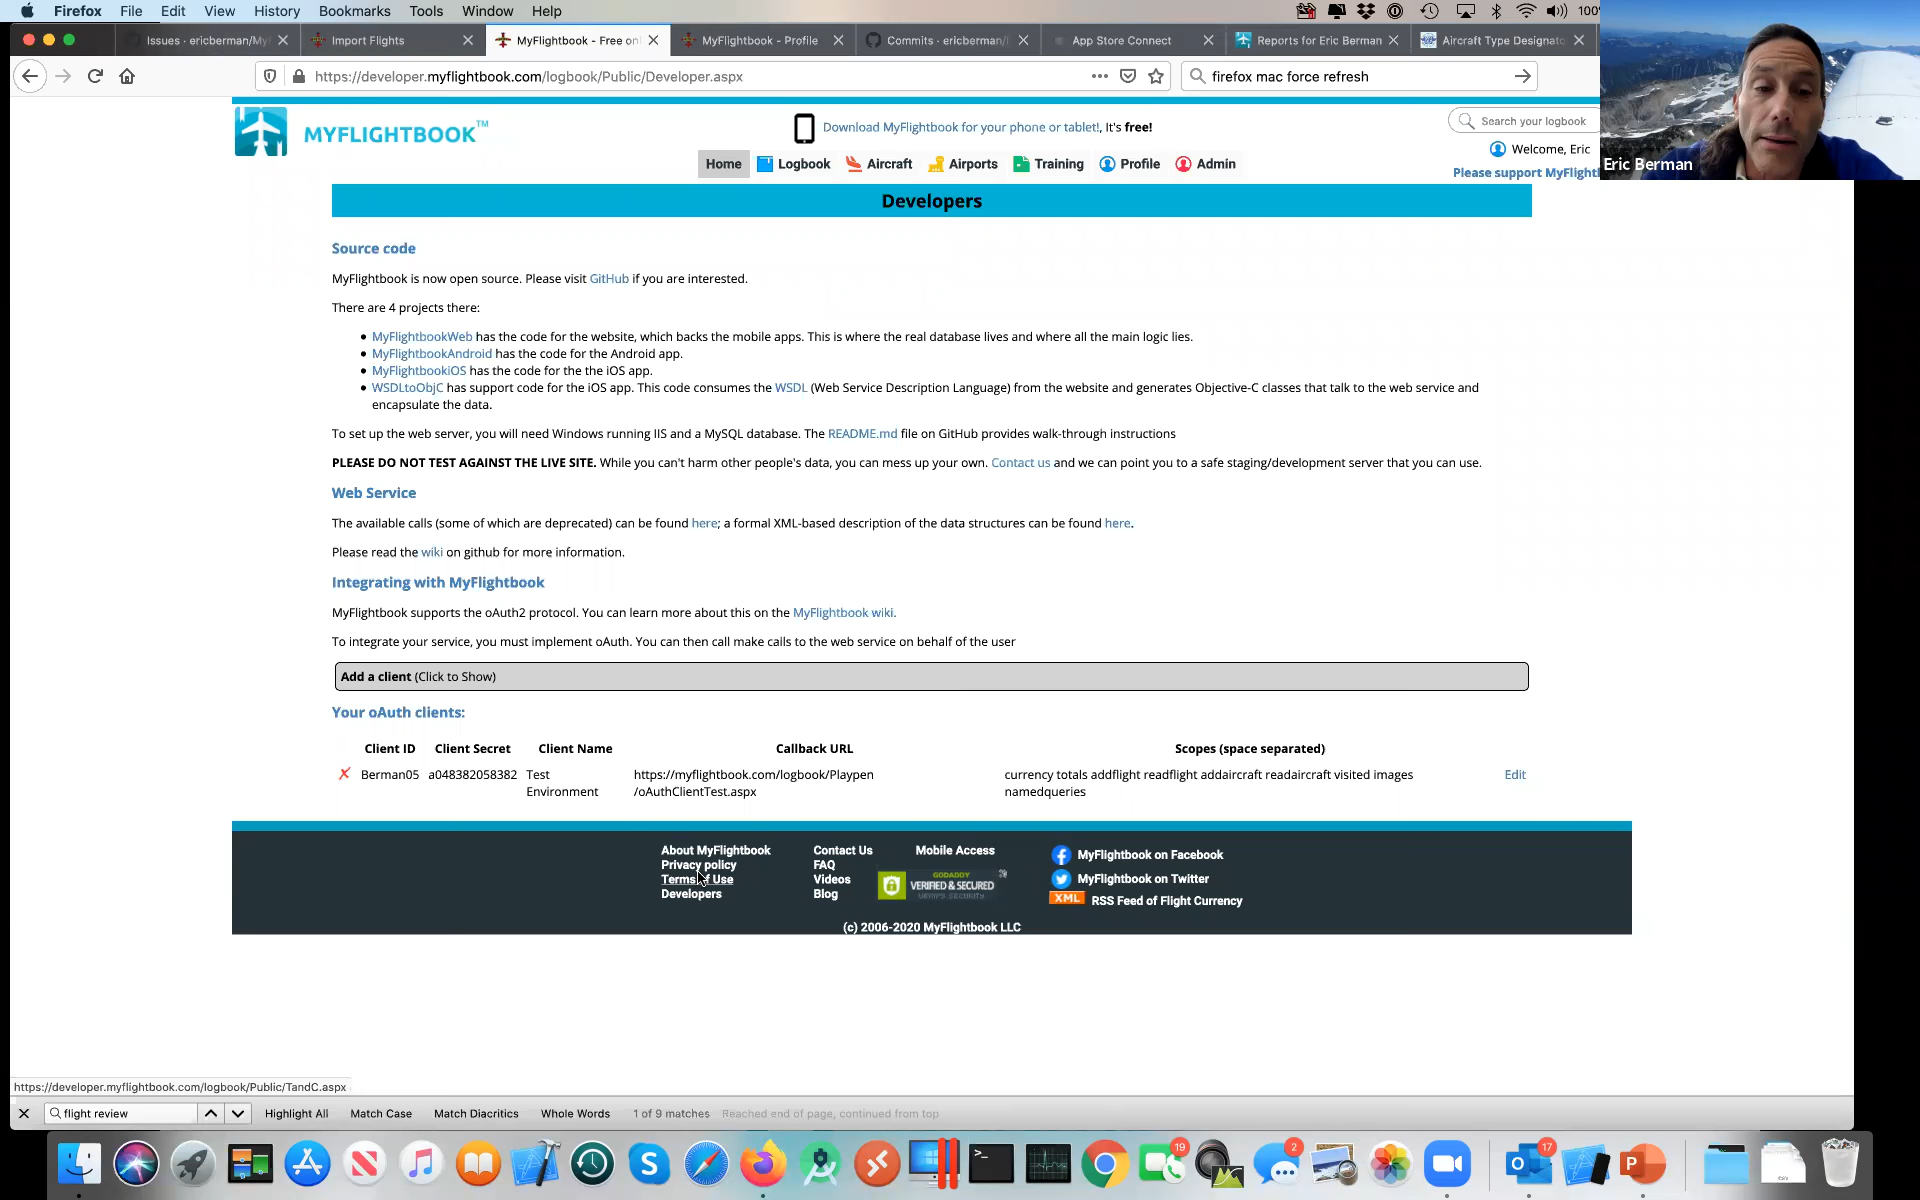 Firefox File Edit View History Bookmarks Tools Window Help
Issues · ericberman/My
Import Flights
MyFlightbook - Free on
MyFlightbook - Profile
Commits · ericberman/
App Store Connect
Reports for Eric Berman
Aircraft Type Designato
https://developer.myflightbook.com/logbook/Public/Developer.aspx
firefox mac force refresh
MYFLIGHTBOOK™
Download MyFlightbook for your phone or tablet!, It's free!
Search your logbook
Welcome, Eric
Please support MyFlight
Eric Berman
Home Logbook Aircraft Airports Training Profile Admin
Developers
Source code
MyFlightbook is now open source. Please visit GitHub if you are interested.
There are 4 projects there:
• MyFlightbookWeb has the code for the website, which backs the mobile apps. This is where the real database lives and where all the main logic lies.
• MyFlightbookAndroid has the code for the Android app.
• MyFlightbookiOS has the code for the the iOS app.
• WSDLtoObjC has support code for the iOS app. This code consumes the WSDL (Web Service Description Language) from the website and generates Objective-C classes that talk to the web service and
encapsulate the data.
To set up the web server, you will need Windows running IIS and a MySQL database. The README.md file on GitHub provides walk-through instructions
PLEASE DO NOT TEST AGAINST THE LIVE SITE. While you can't harm other people's data, you can mess up your own. Contact us and we can point you to a safe staging/development server that you can use.
Web Service
The available calls (some of which are deprecated) can be found here; a formal XML-based description of the data structures can be found here.
Please read the wiki on github for more information.
Integrating with MyFlightbook
MyFlightbook supports the oAuth2 protocol. You can learn more about this on the MyFlightbook wiki.
To integrate your service, you must implement oAuth. You can then call make calls to the web service on behalf of the user
Add a client (Click to Show)
Your oAuth clients:
Client ID Client Secret Client Name Callback URL Scopes (space separated)
Berman05 a048382058382 Test https://myflightbook.com/logbook/Playpen currency totals addflight readflight addaircraft readaircraft visited images Edit
Environment /oAuthClientTest.aspx namedqueries
About MyFlightbook
Privacy policy
Terms of Use
Developers
Contact Us
FAQ
Videos
Blog
Mobile Access
GODADDY
VERIFIED & SECURED
VERIFY SECURITY
MyFlightbook on Facebook
MyFlightbook on Twitter
XML RSS Feed of Flight Currency
(c) 2006-2020 MyFlightbook LLC
https://developer.myflightbook.com/logbook/Public/TandC.aspx
flight review
Highlight All Match Case Match Diacritics Whole Words 1 of 9 matches Reached end of page, continued from top
19
2
17